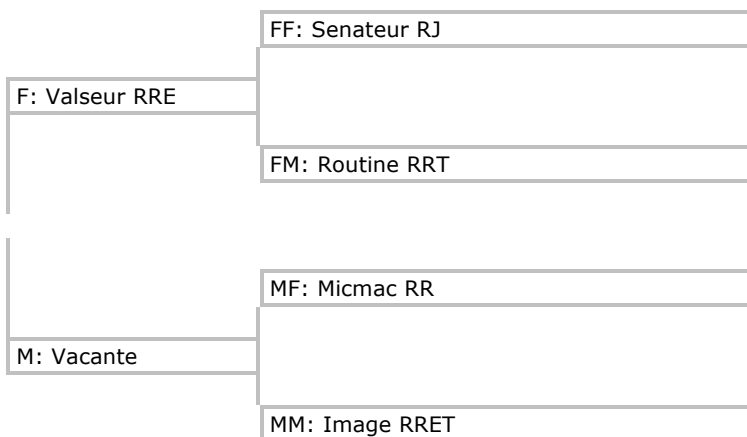 FF: Senateur RJ
F: Valseur RRE
FM: Routine RRT
MF: Micmac RR
M: Vacante
MM: Image RRET